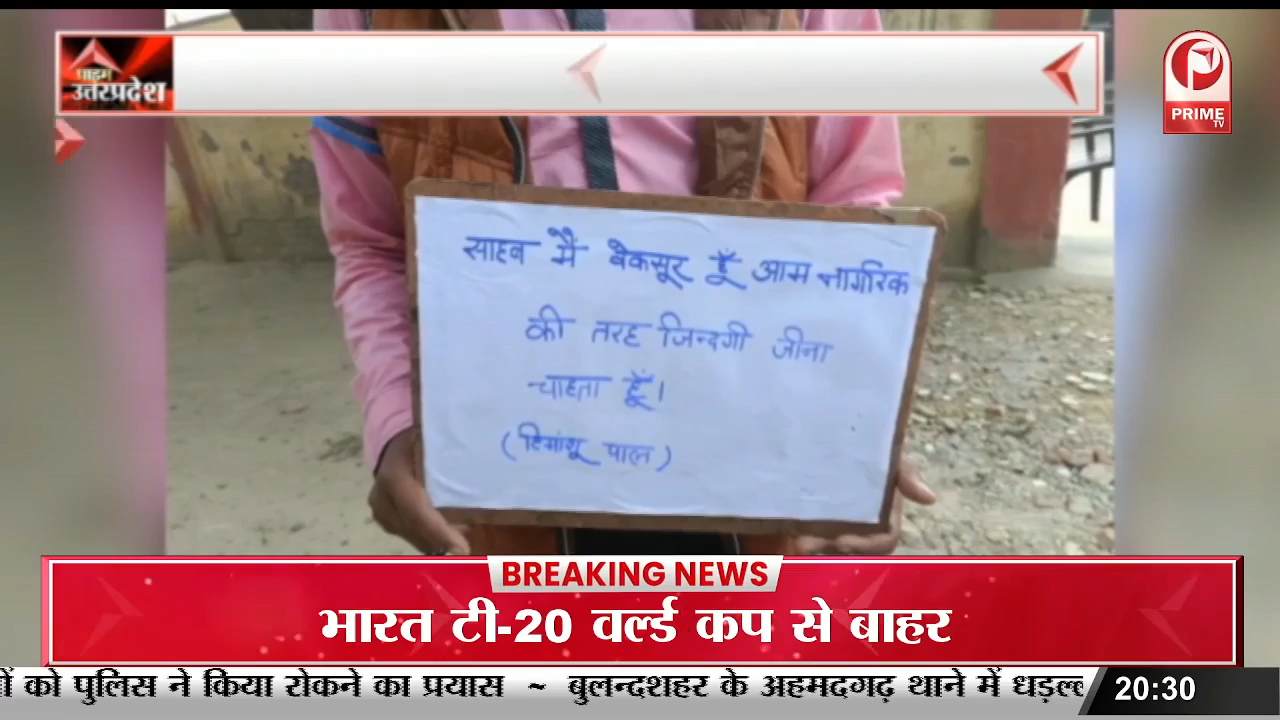 प्राइम
उत्तरप्रदेश
PRIME
TV
साहब मैं बेकसूर हूँ आम नागरिक
की तरह जिन्दगी जीना
चाहता हूँ।
(हिमांशू पाल)
BREAKING NEWS
भारत टी-20 वर्ल्ड कप से बाहर
को पुलिस ने किया रोकने का प्रयास ~ बुलन्दशहर के अहमदगढ़ थाने में
20:30